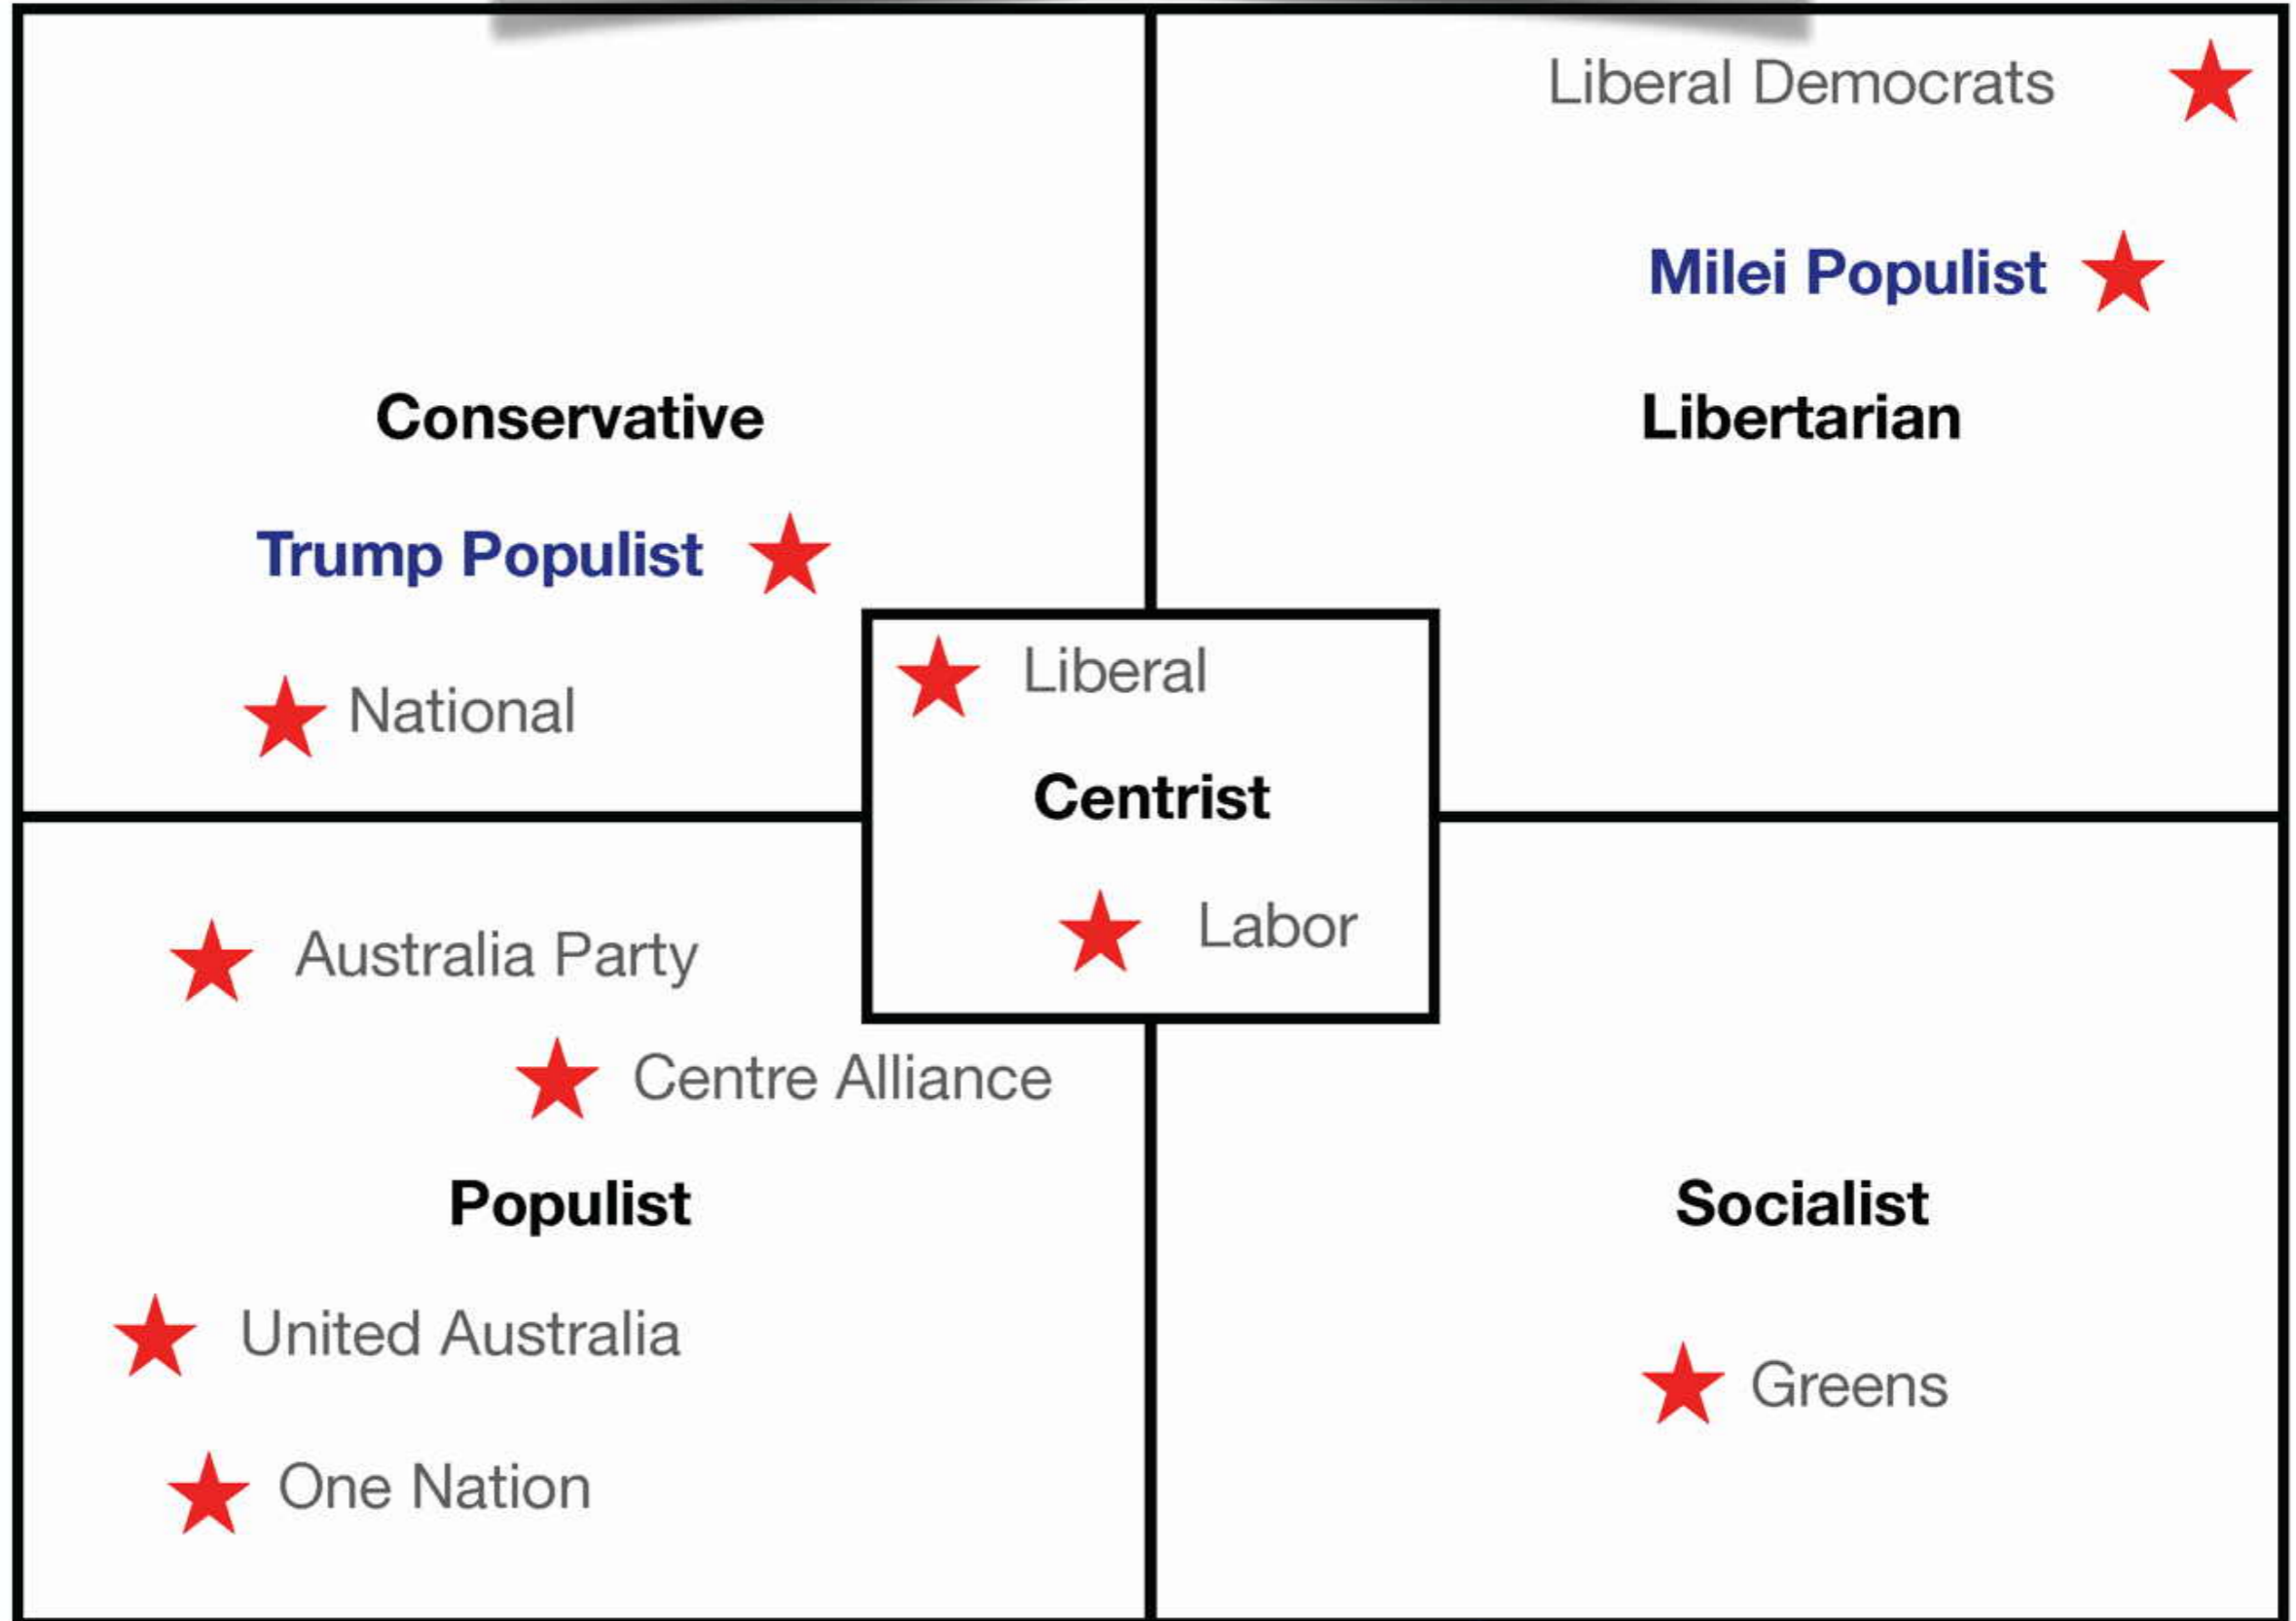 Liberal Democrats
Milei Populist
Conservative
Libertarian
Trump Populist
Liberal
National
Centrist
Labor
Australia Party
Centre Alliance
Populist
Socialist
United Australia
Greens
One Nation